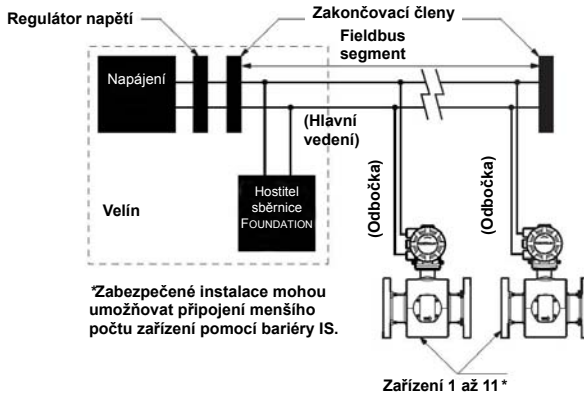 Regulátor napětí
Zakončovací členy
Fieldbus
segment
Napájení
(Hlavní
vedení)
Hostitel
sběrnice
FOUNDATION
Velín
(Odbočka)
(Odbočka)
*Zabezpečené instalace mohou
umožňovat připojení menšího
počtu zařízení pomocí bariéry IS.
Zařízení 1 až 11*